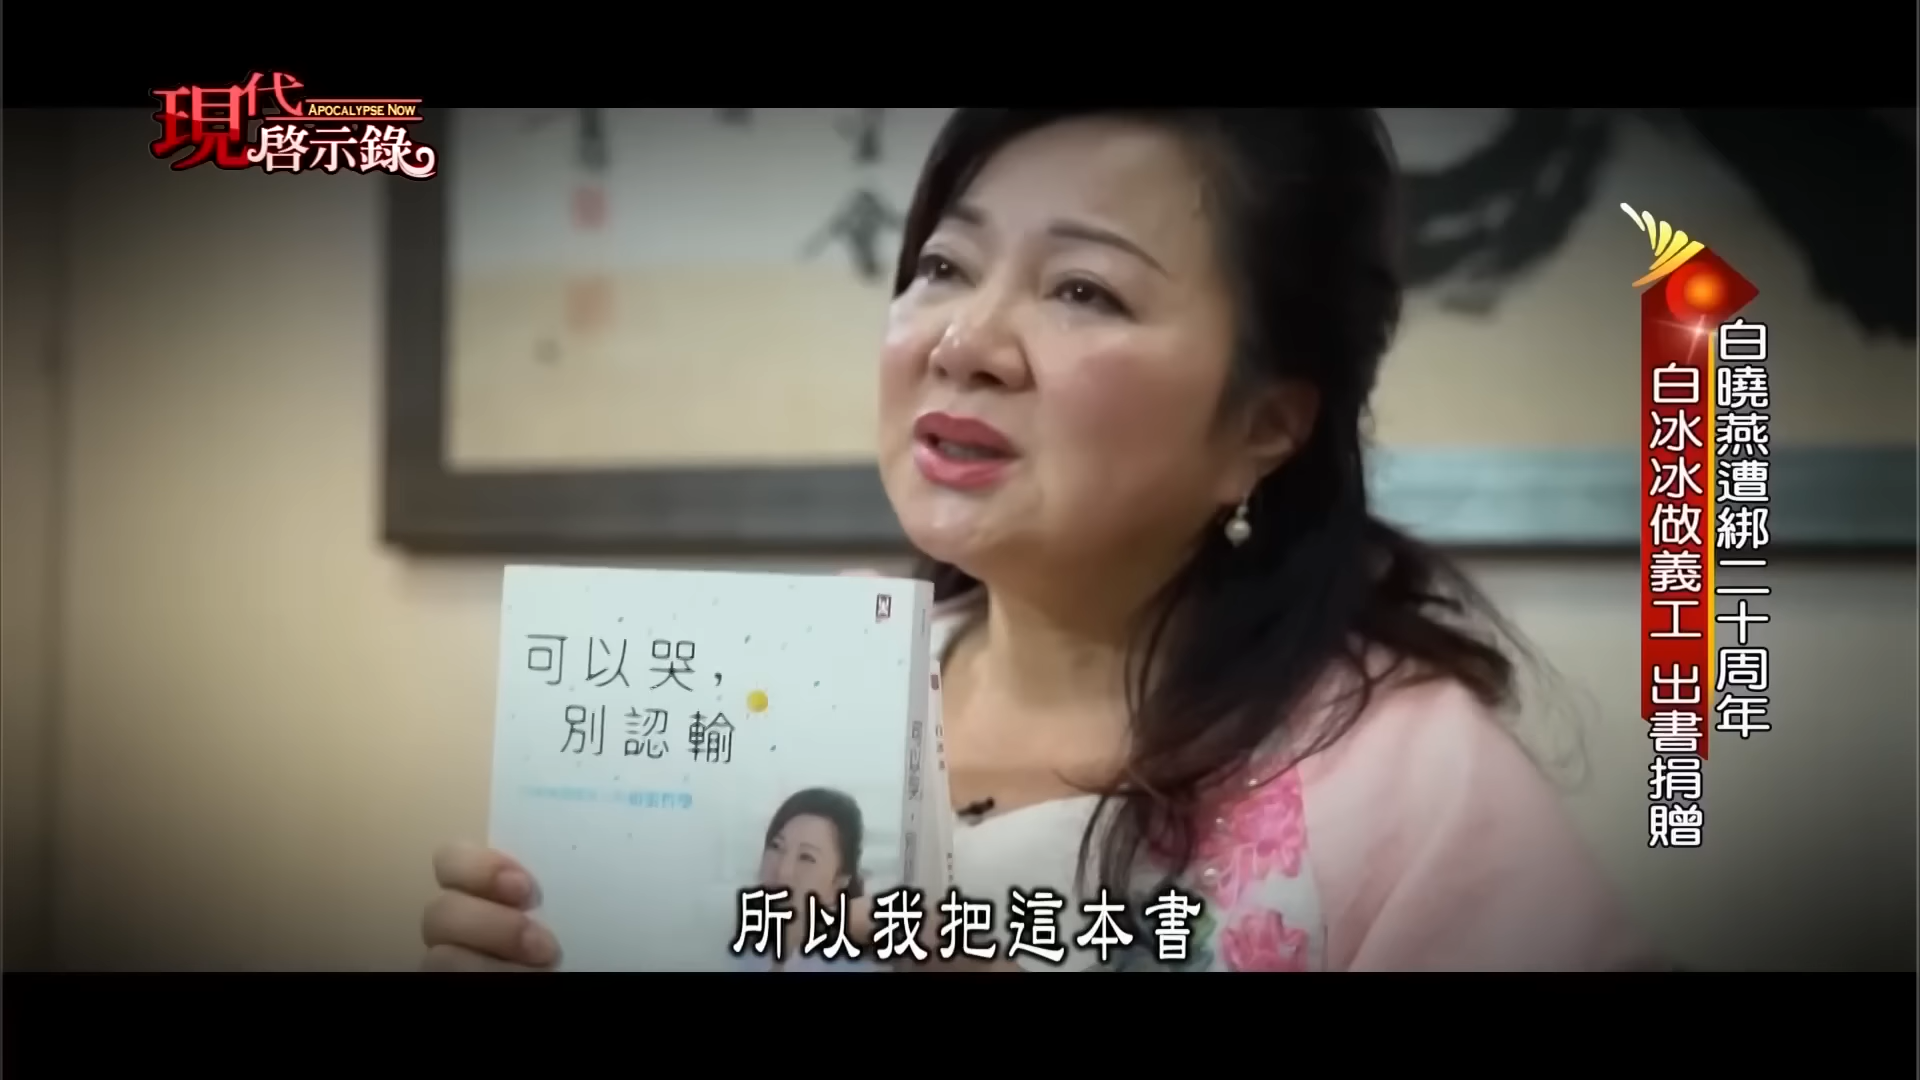 現代啓示錄
APOCALYPSE NOW
白曉燕遭綁二十周年
白冰冰做義工 出書捐贈
可以哭，
別認輸
所以我把這本書